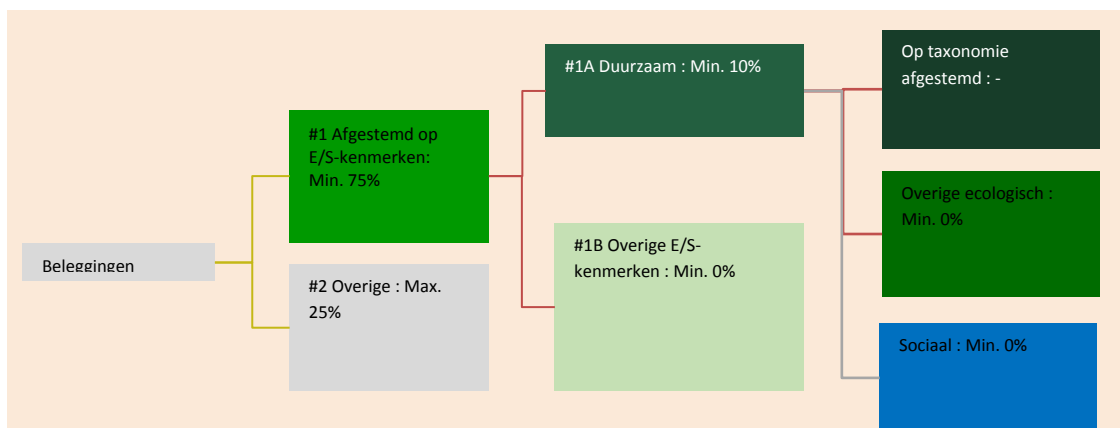 Beleggingen
#1 Afgestemd op
E/S-kenmerken:
Min. 75%
#2 Overige : Max.
25%
#1A Duurzaam : Min. 10%
#1B Overige E/S-
kenmerken : Min. 0%
Op taxonomie
afgestemd : -
Overige ecologisch :
Min. 0%
Sociaal : Min. 0%